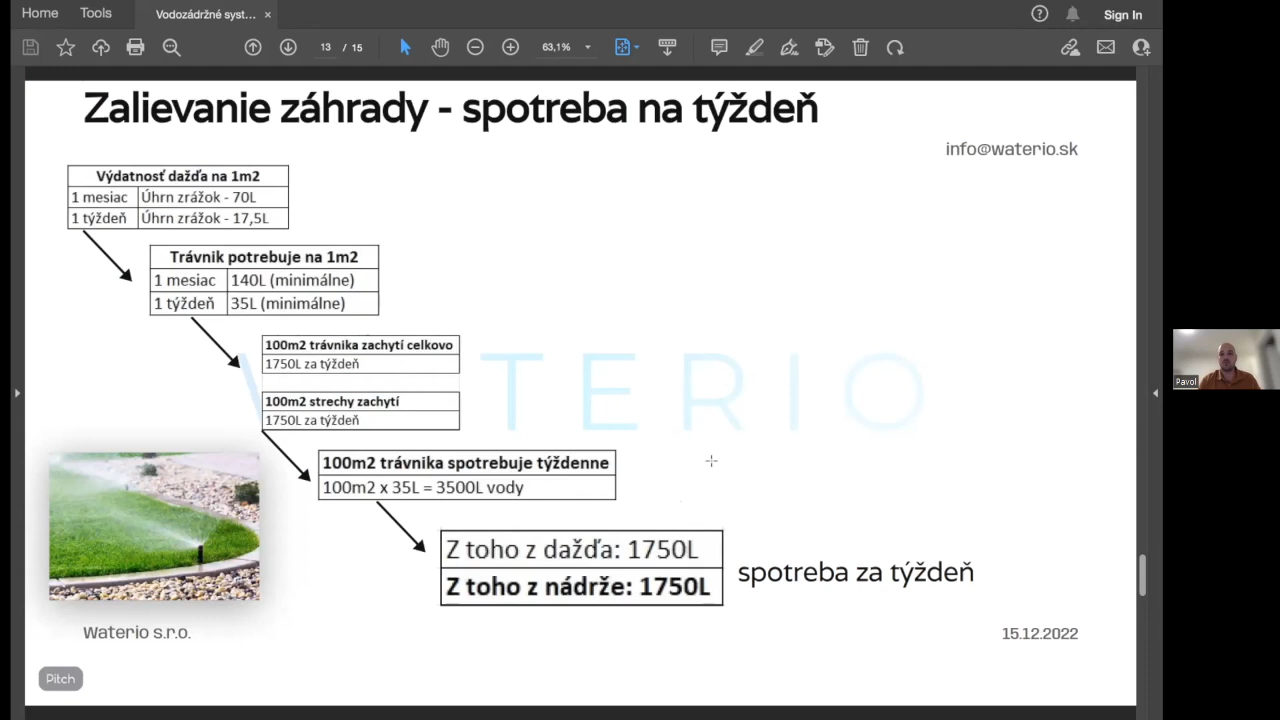 Home
Tools
Vodozádržné syst...
Sign In
13 / 15
63,1%
Zalievanie záhrady - spotreba na týždeň
info@waterio.sk
Výdatnosť dažďa na 1m2
1 mesiac Úhrn zrážok - 70L
1 týždeň Úhrn zrážok - 17,5L
Trávnik potrebuje na 1m2
1 mesiac 140L (minimálne)
1 týždeň 35L (minimálne)
100m2 trávnika zachytí celkovo
1750L za týždeň
100m2 strechy zachytí
1750L za týždeň
WATERIO
100m2 trávnika spotrebuje týždenne
100m2 x 35L = 3500L vody
Z toho z dažďa: 1750L
Z toho z nádrže: 1750L
spotreba za týždeň
Waterio s.r.o.
15.12.2022
Pitch
Pavol